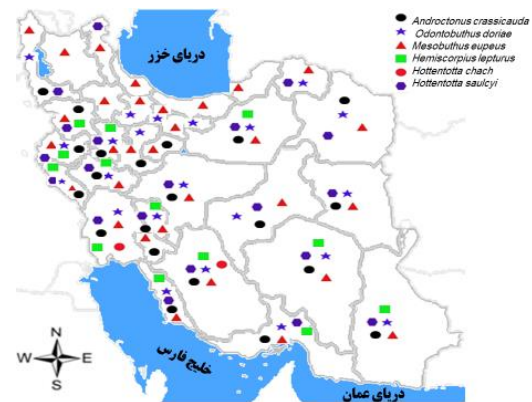 دریای خزر
Androctonus crassicauda
Odontobuthus doriae
Mesobuthus eupeus
Hemiscorpius lepturus
Hottentotta chach
Hottentotta saulcyi
N
W
E
S
خلیج فارس
دریای عمان